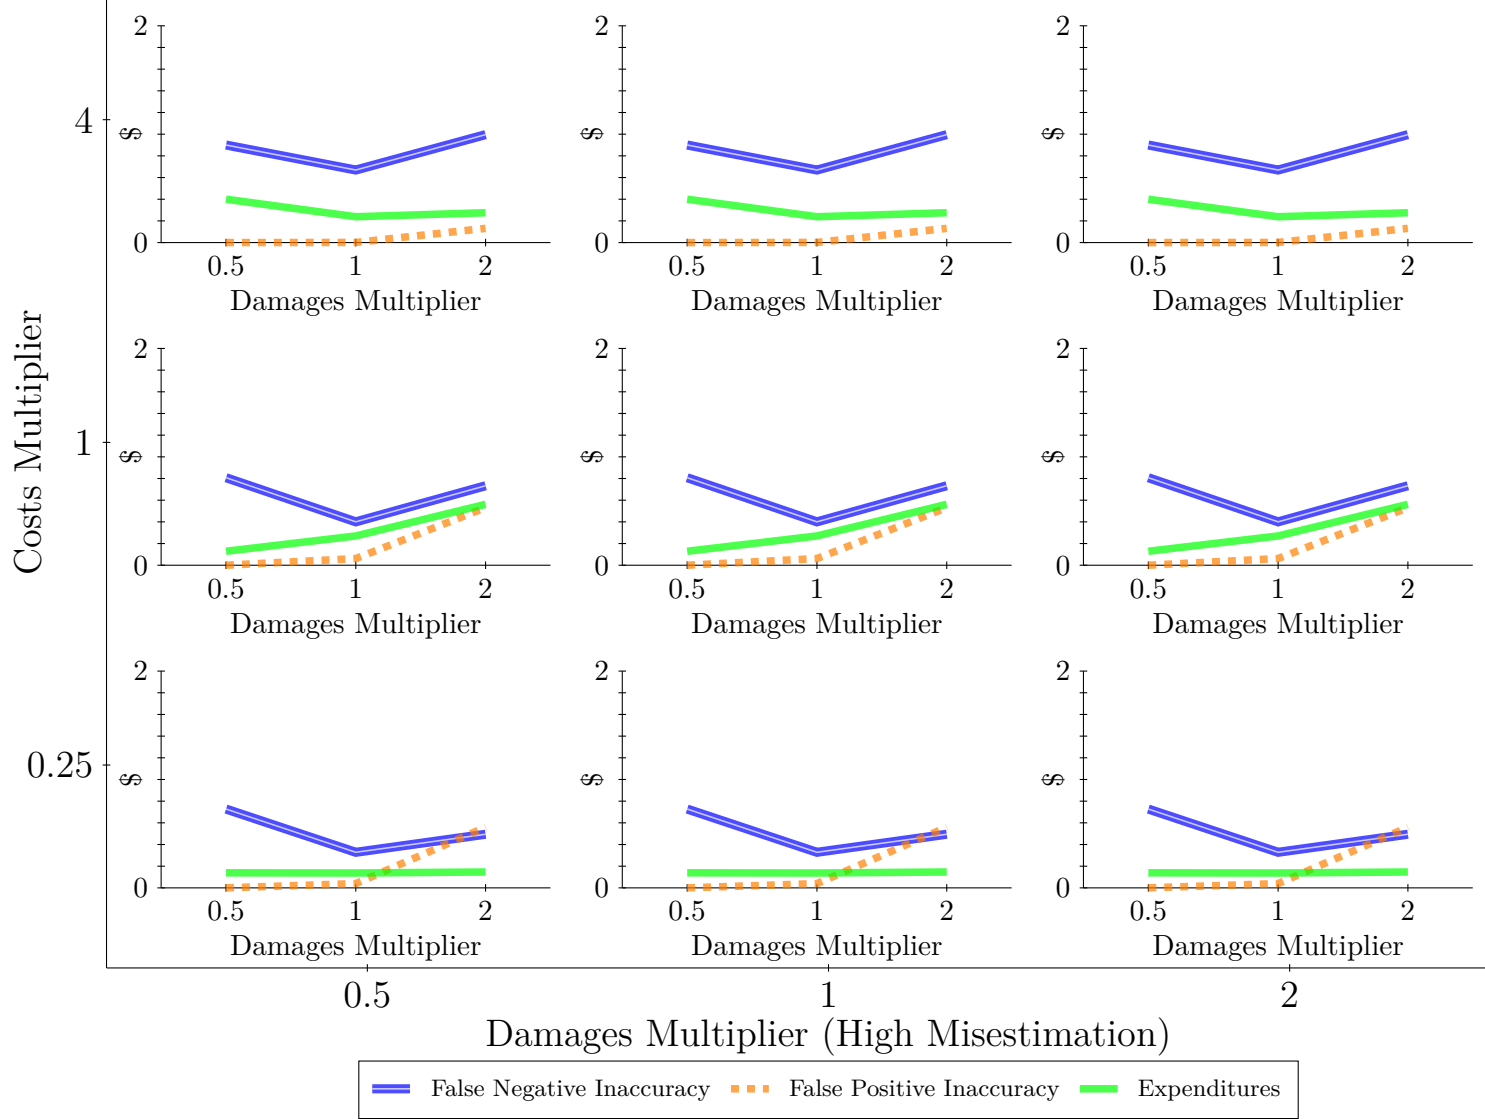 2
$
0
0.5 1 2
Damages Multiplier
2
$
0
0.5 1 2
Damages Multiplier
2
$
0
0.5 1 2
Damages Multiplier
4
2
$
0
0.5 1 2
Damages Multiplier
2
$
0
0.5 1 2
Damages Multiplier
2
$
0
0.5 1 2
Damages Multiplier
1
Costs Multiplier
2
$
0
0.5 1 2
Damages Multiplier
2
$
0
0.5 1 2
Damages Multiplier
2
$
0
0.5 1 2
Damages Multiplier
0.25
0.5 1 2
Damages Multiplier (High Misestimation)
False Negative Inaccuracy False Positive Inaccuracy Expenditures